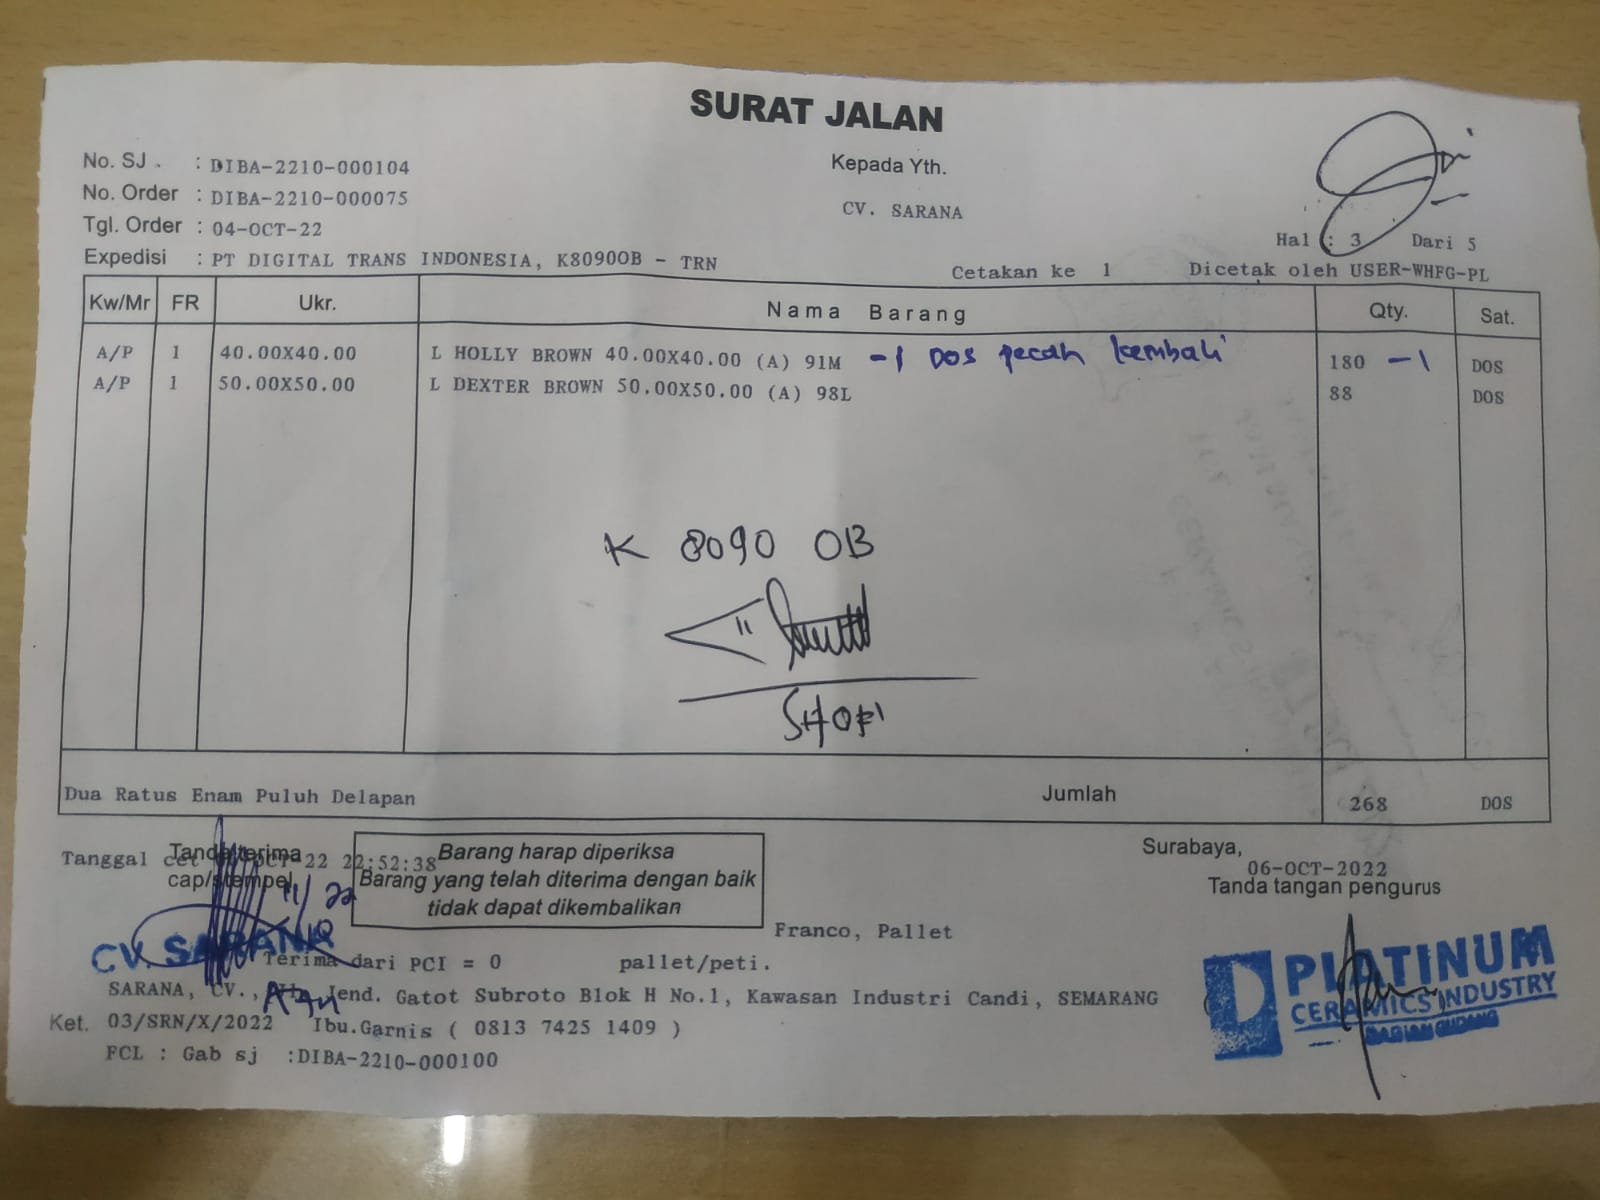 SURAT JALAN
No. SJ . : DIBA-2210-000104
No. Order : DIBA-2210-000075
Tgl. Order : 04-OCT-22
Expedisi : PT DIGITAL TRANS INDONESIA, K8090OB - TRN
Kepada Yth.
CV. SARANA
Hal : 3 Dari 5
Cetakan ke 1 Dicetak oleh USER-WHFG-PL
Kw/Mr FR Ukr. Nama Barang Qty. Sat.
A/P 1 40.00X40.00 L HOLLY BROWN 40.00X40.00 (A) 91M -1 DOS pecah kembali 180 -1 DOS
A/P 1 50.00X50.00 L DEXTER BROWN 50.00X50.00 (A) 98L 88 DOS
K 8090 OB
SHOFI
Dua Ratus Enam Puluh Delapan Jumlah 268 DOS
Tanda terima
cap/stempel
Tanggal cet -22 22:52:38
Barang harap diperiksa
Barang yang telah diterima dengan baik
tidak dapat dikembalikan
Surabaya,
06-OCT-2022
Tanda tangan pengurus
Franco, Pallet
CV. SARANA
Terima dari PCI = 0 pallet/peti.
SARANA, CV., Jend. Gatot Subroto Blok H No.1, Kawasan Industri Candi, SEMARANG
Ket. 03/SRN/X/2022 Ibu.Garnis ( 0813 7425 1409 )
FCL : Gab sj :DIBA-2210-000100
PLATINUM
CERAMICS INDUSTRY
BAGIAN GUDANG